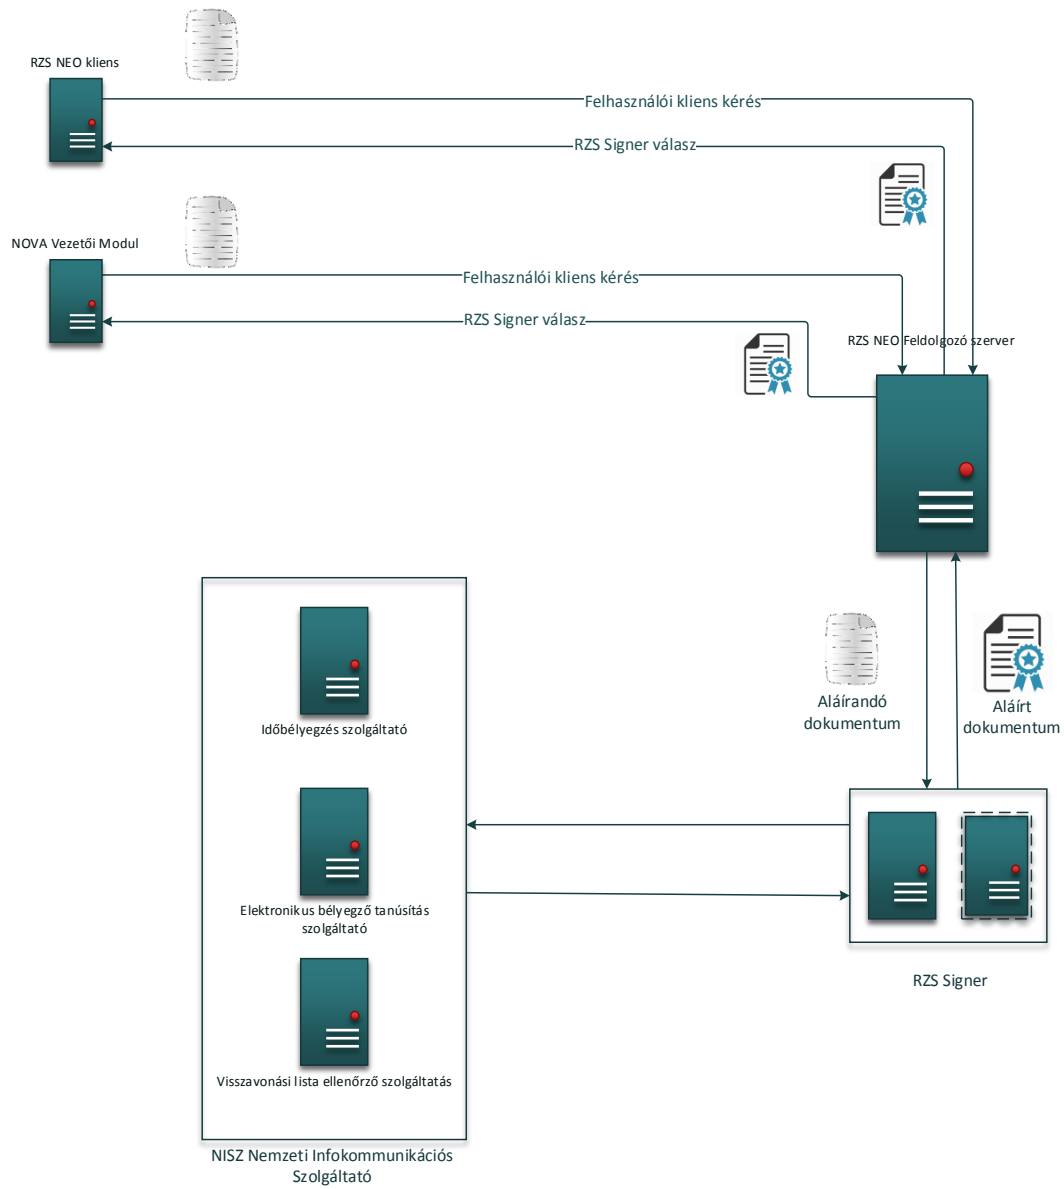 RZS NEO kliens
Felhasználói kliens kérés
RZS Signer válasz
NOVA Vezetői Modul
Felhasználói kliens kérés
RZS Signer válasz
RZS NEO Feldolgozó szerver
Aláírandó
dokumentum
Aláírt
dokumentum
Időbélyegzés szolgáltató
Elektronikus bélyegző tanúsítás
szolgáltató
RZS Signer
Visszavonási lista ellenőrző szolgáltatás
NISZ Nemzeti Infokommunikációs
Szolgáltató